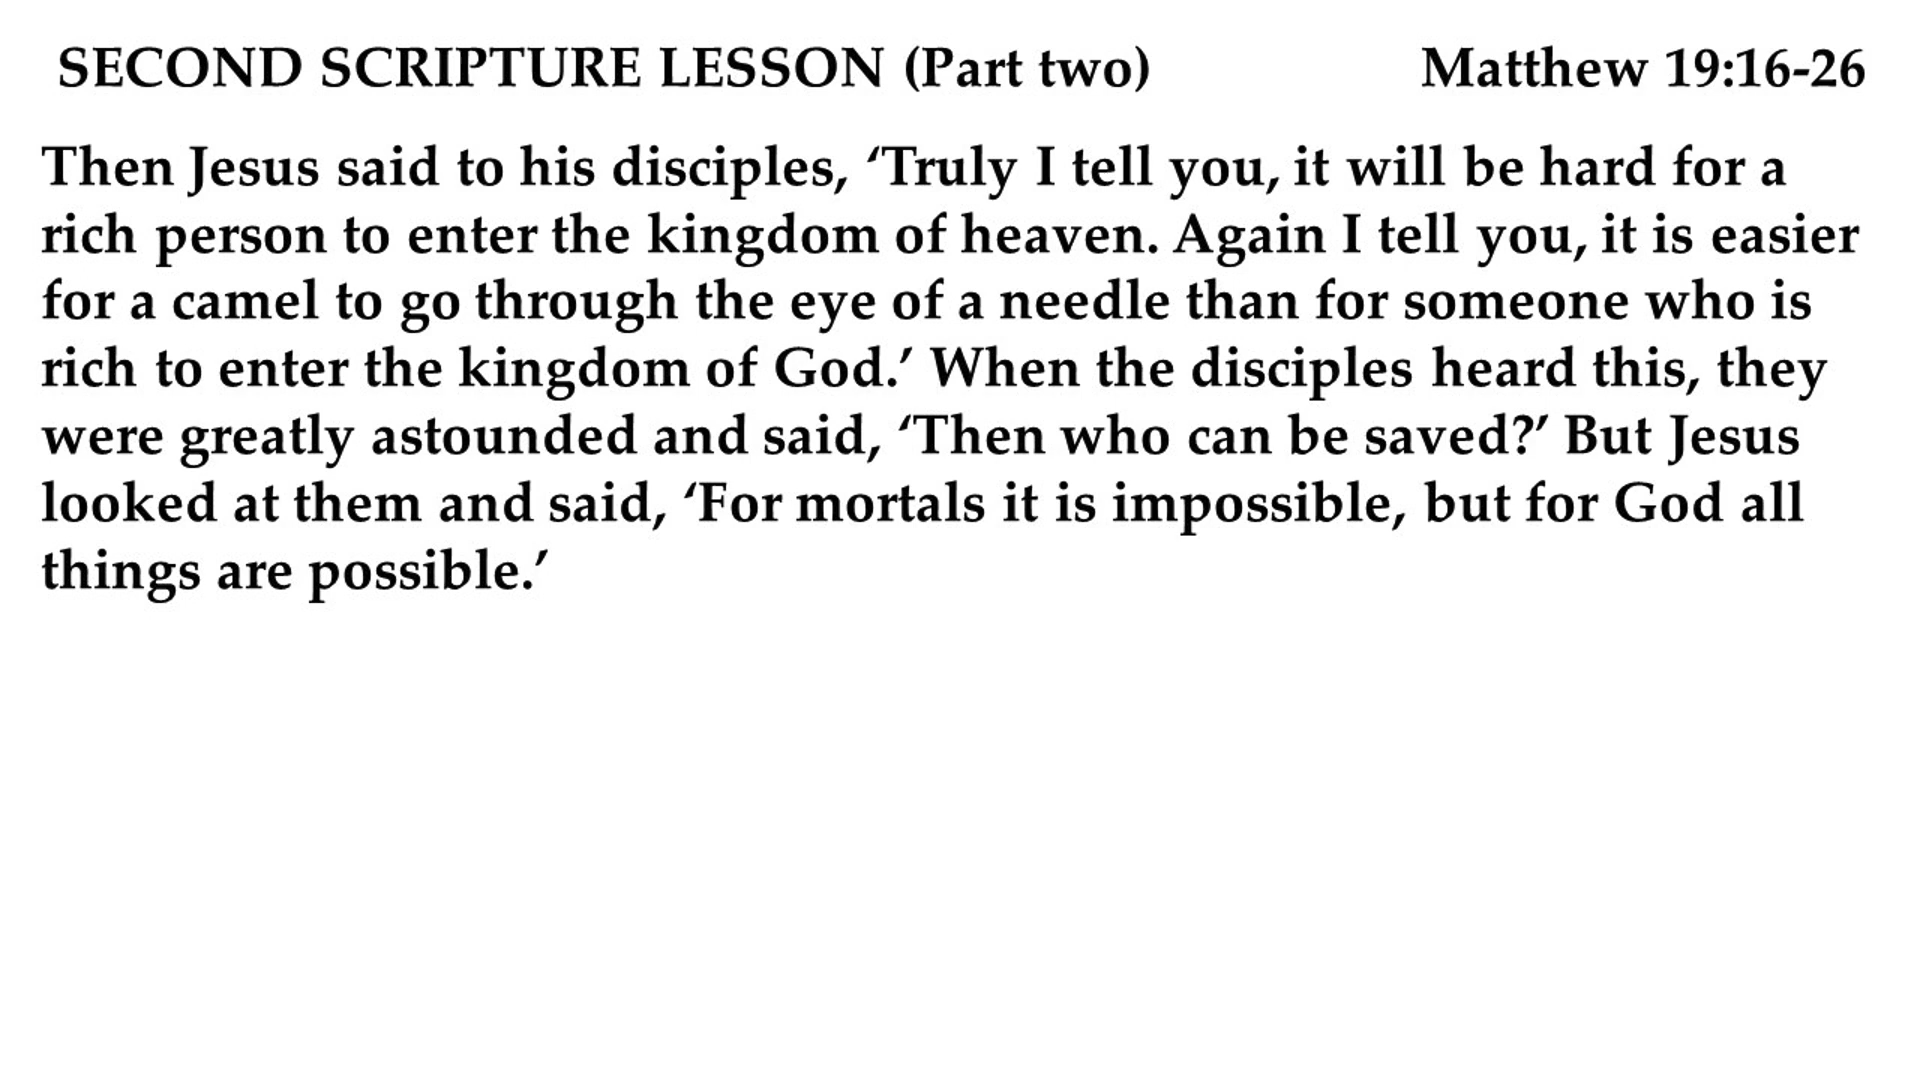 SECOND SCRIPTURE LESSON (Part two) Matthew 19:16-26
Then Jesus said to his disciples, ‘Truly I tell you, it will be hard for a
rich person to enter the kingdom of heaven. Again I tell you, it is easier
for a camel to go through the eye of a needle than for someone who is
rich to enter the kingdom of God.’ When the disciples heard this, they
were greatly astounded and said, ‘Then who can be saved?’ But Jesus
looked at them and said, ‘For mortals it is impossible, but for God all
things are possible.’